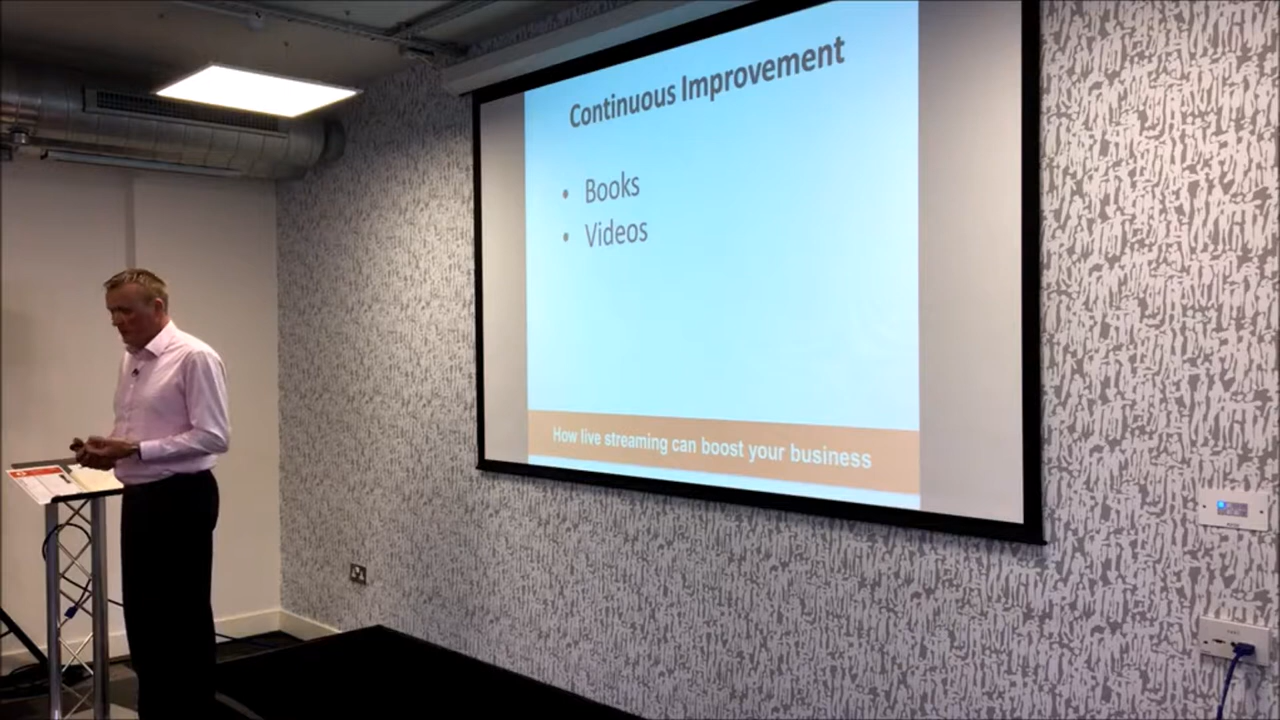 Continuous Improvement
• Books
• Videos
How live streaming can boost your business